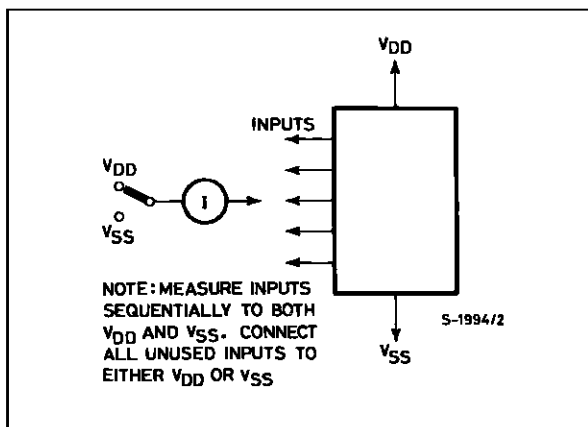 VDD
INPUTS
VDD
I
VSS
NOTE: MEASURE INPUTS
SEQUENTIALLY TO BOTH
VDD AND VSS. CONNECT
ALL UNUSED INPUTS TO
EITHER VDD OR VSS
S-1994/2
VSS